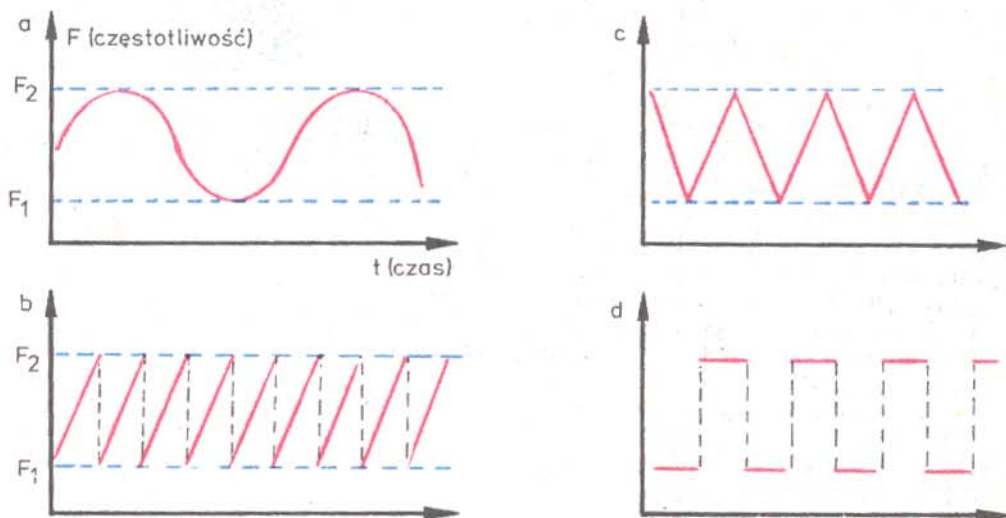 a
F (częstotliwość)
F₂
F₁
t (czas)
b
F₂
F₁
c
d